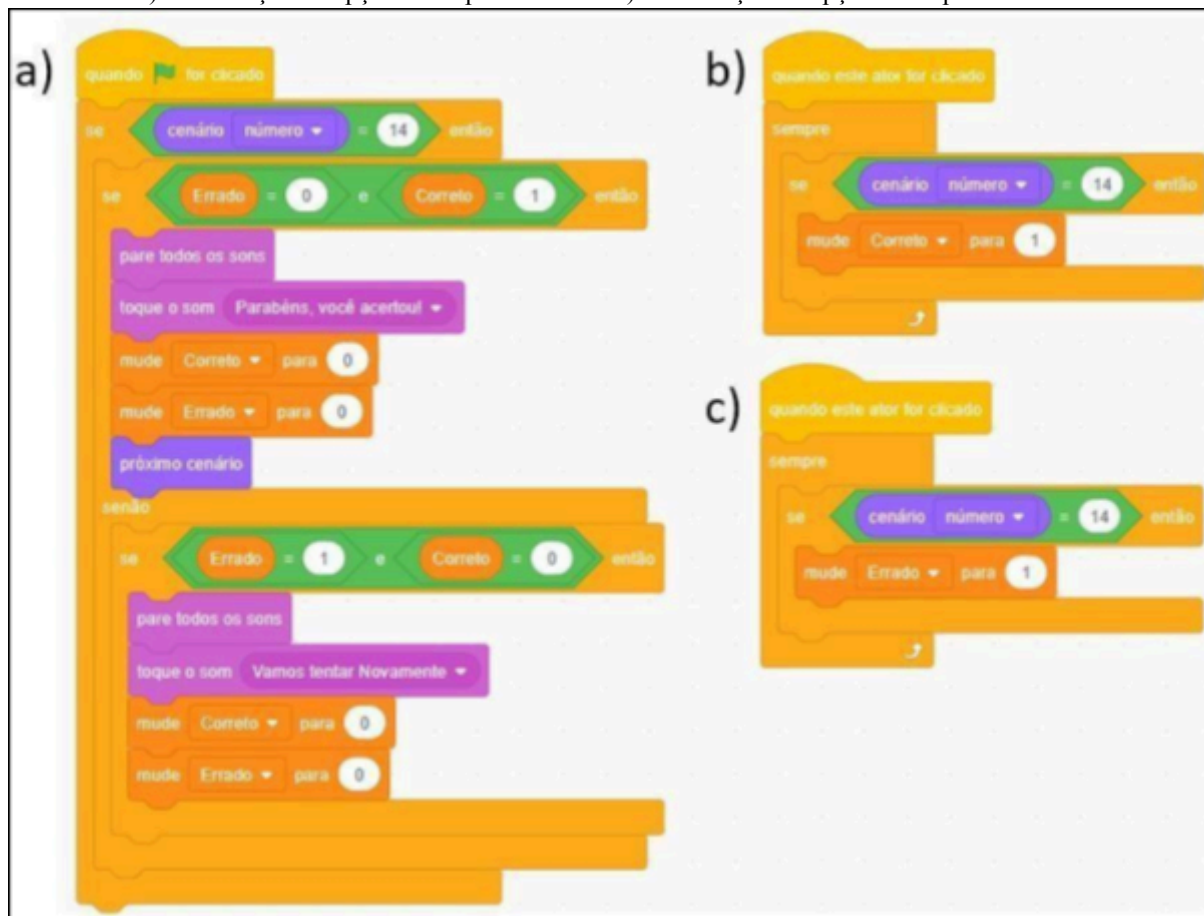 a)
quando for clicado
se cenário número = 14 então
se Errado = 0 e Correto = 1 então
pare todos os sons
toque o som Parabéns, você acertou!
mude Correto para 0
mude Errado para 0
próximo cenário
senão
se Errado = 1 e Correto = 0 então
pare todos os sons
toque o som Vamos tentar Novamente
mude Correto para 0
mude Errado para 0
b)
quando este ator for clicado
sempre
se cenário número = 14 então
mude Correto para 1
c)
quando este ator for clicado
sempre
se cenário número = 14 então
mude Errado para 1